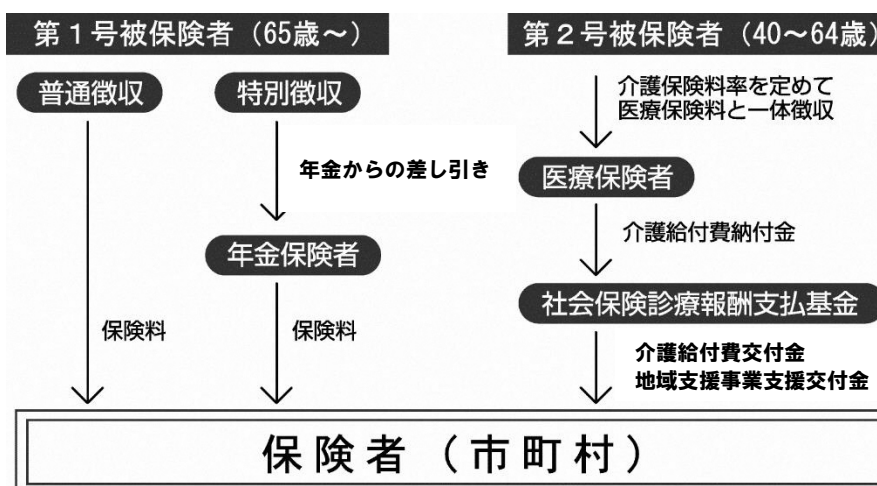 第1号被保険者（65歳～）
普通徴収
特別徴収
年金からの差し引き
年金保険者
保険料
保険料
第２号被保険者（40～64歳）
介護保険料率を定めて
医療保険料と一体徴収
医療保険者
介護給付費納付金
社会保険診療報酬支払基金
介護給付費交付金
地域支援事業支援交付金
保険者（市町村）